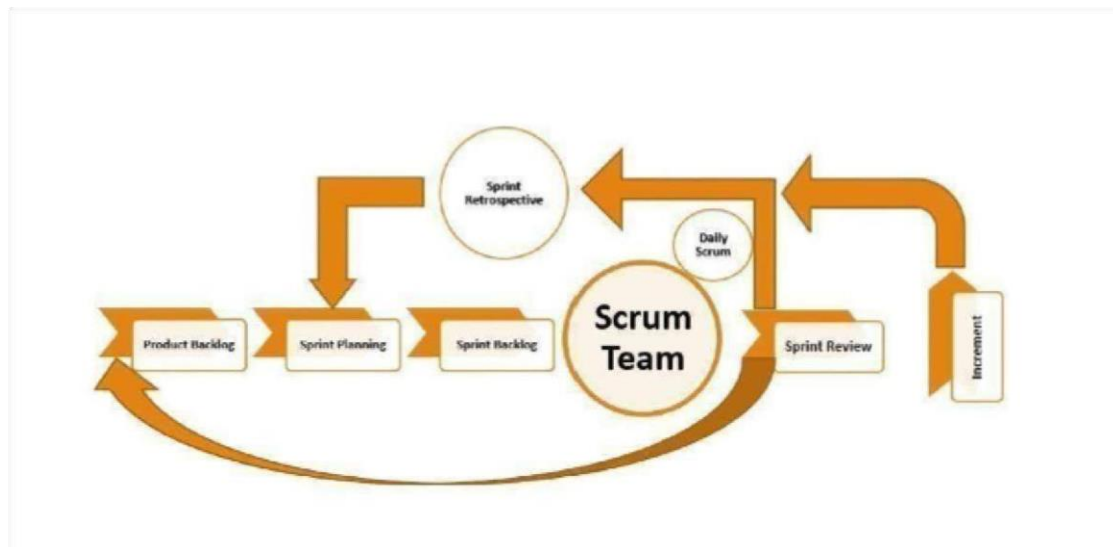 Sprint
Retrospective
Daily
Scrum
Scrum
Team
Product Backlog
Sprint Planning
Sprint Backlog
Sprint Review
Increment